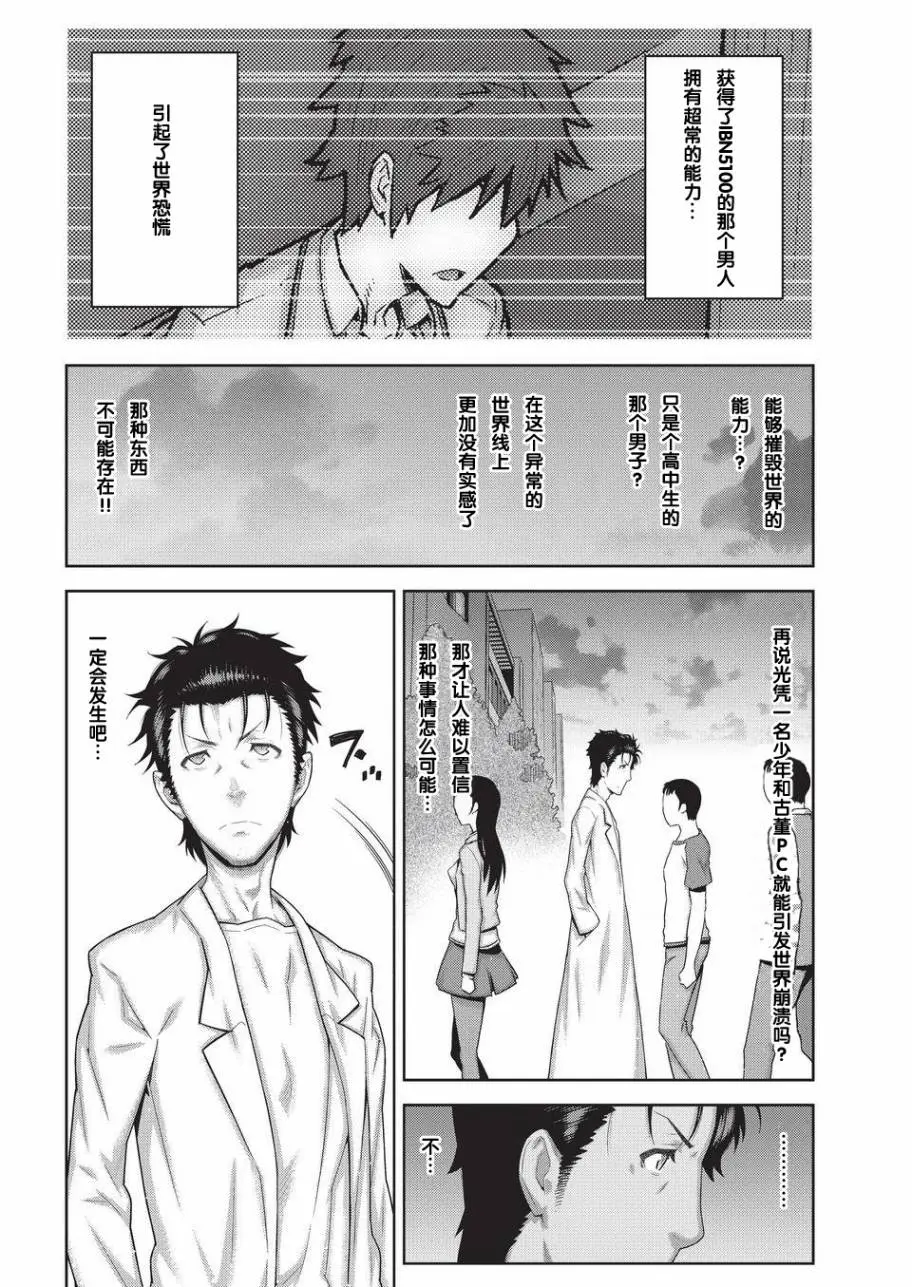 获得了IBN5100的那个男人
拥有超常的能力…
引起了世界恐慌
能够摧毁世界的
能力…?
只是个高中生的
那个男子?
在这个异常的
世界线上
更加没有实感了
那种东西
不可能存在!!
再说光凭一名少年和古董PC就能引发世界崩溃吗?
那才让人难以置信
那种事情怎么可能…
…………
不…
ブン
一定会发生吧…